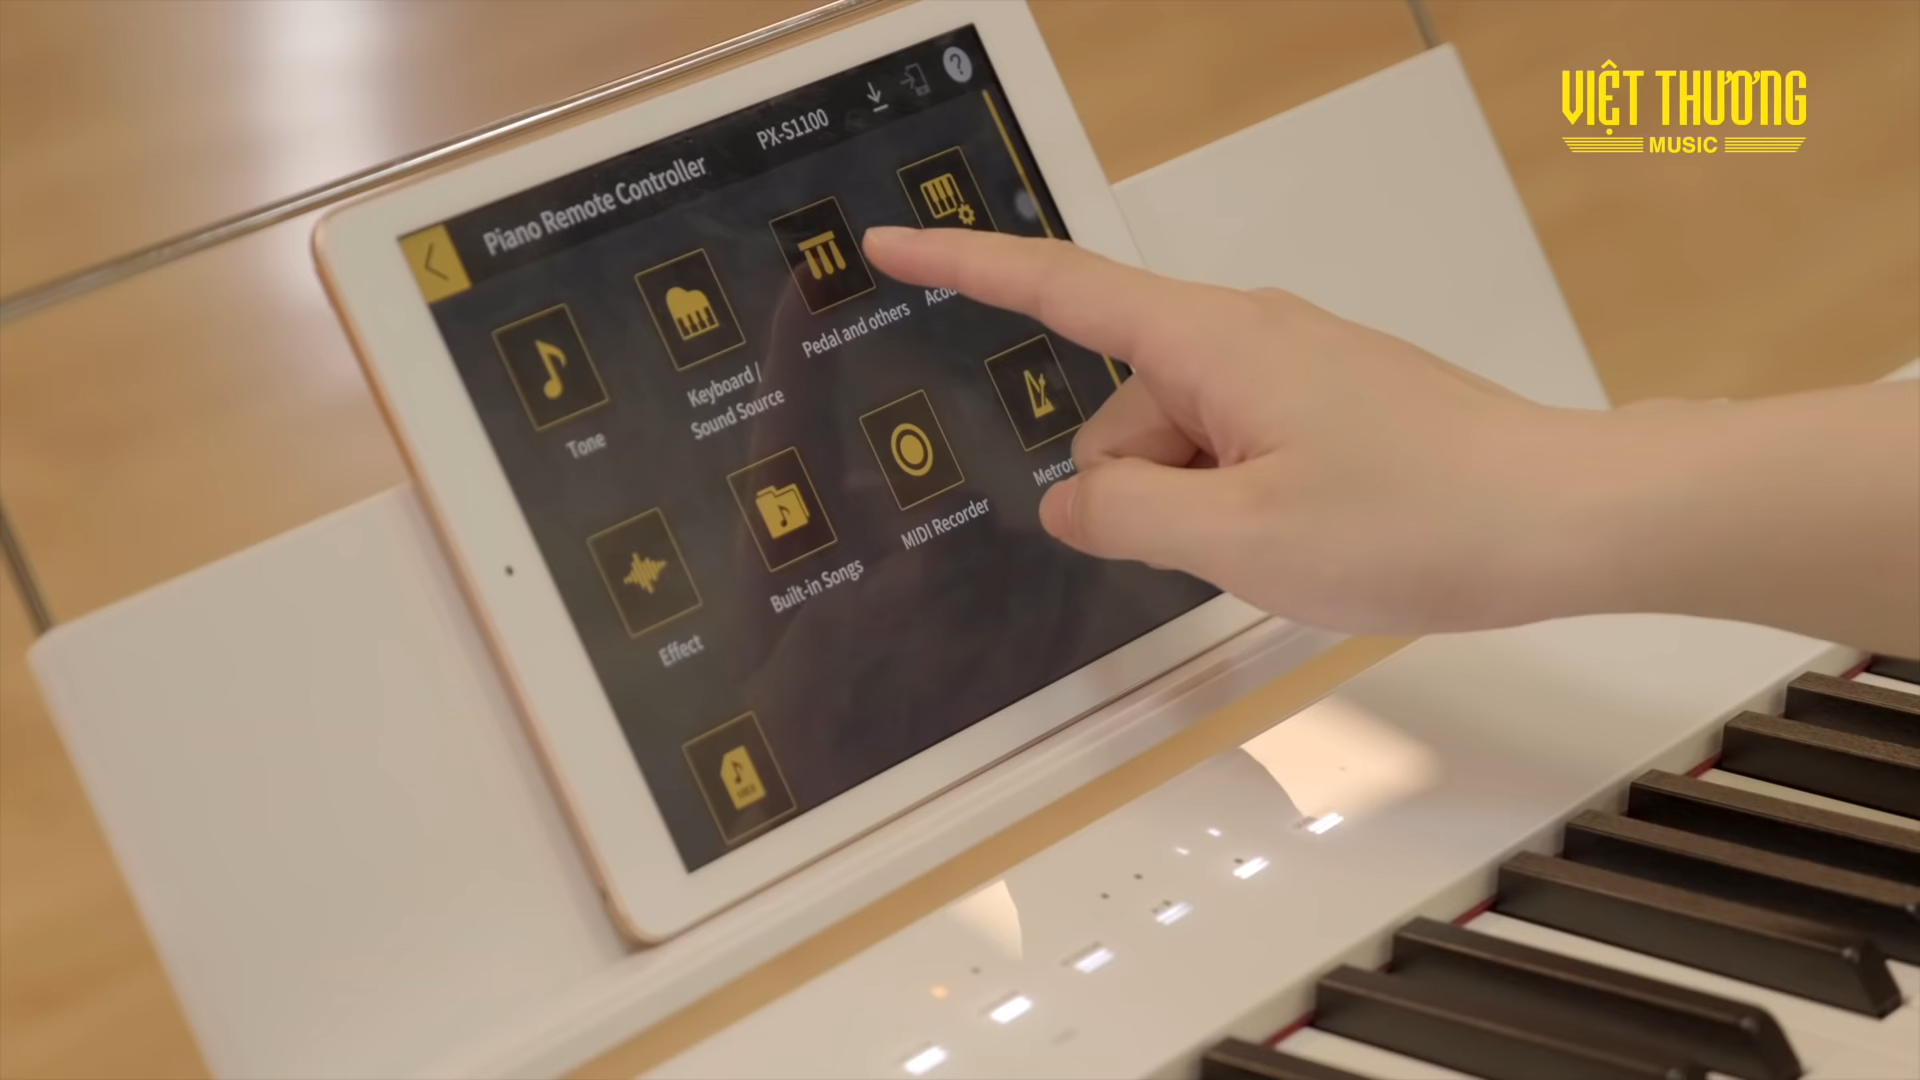 VIỆT THƯƠNG
MUSIC
Piano Remote Controller
PX-S1100
?
Tone
Keyboard /
Sound Source
Pedal and others
Effect
Built-in Songs
MIDI Recorder